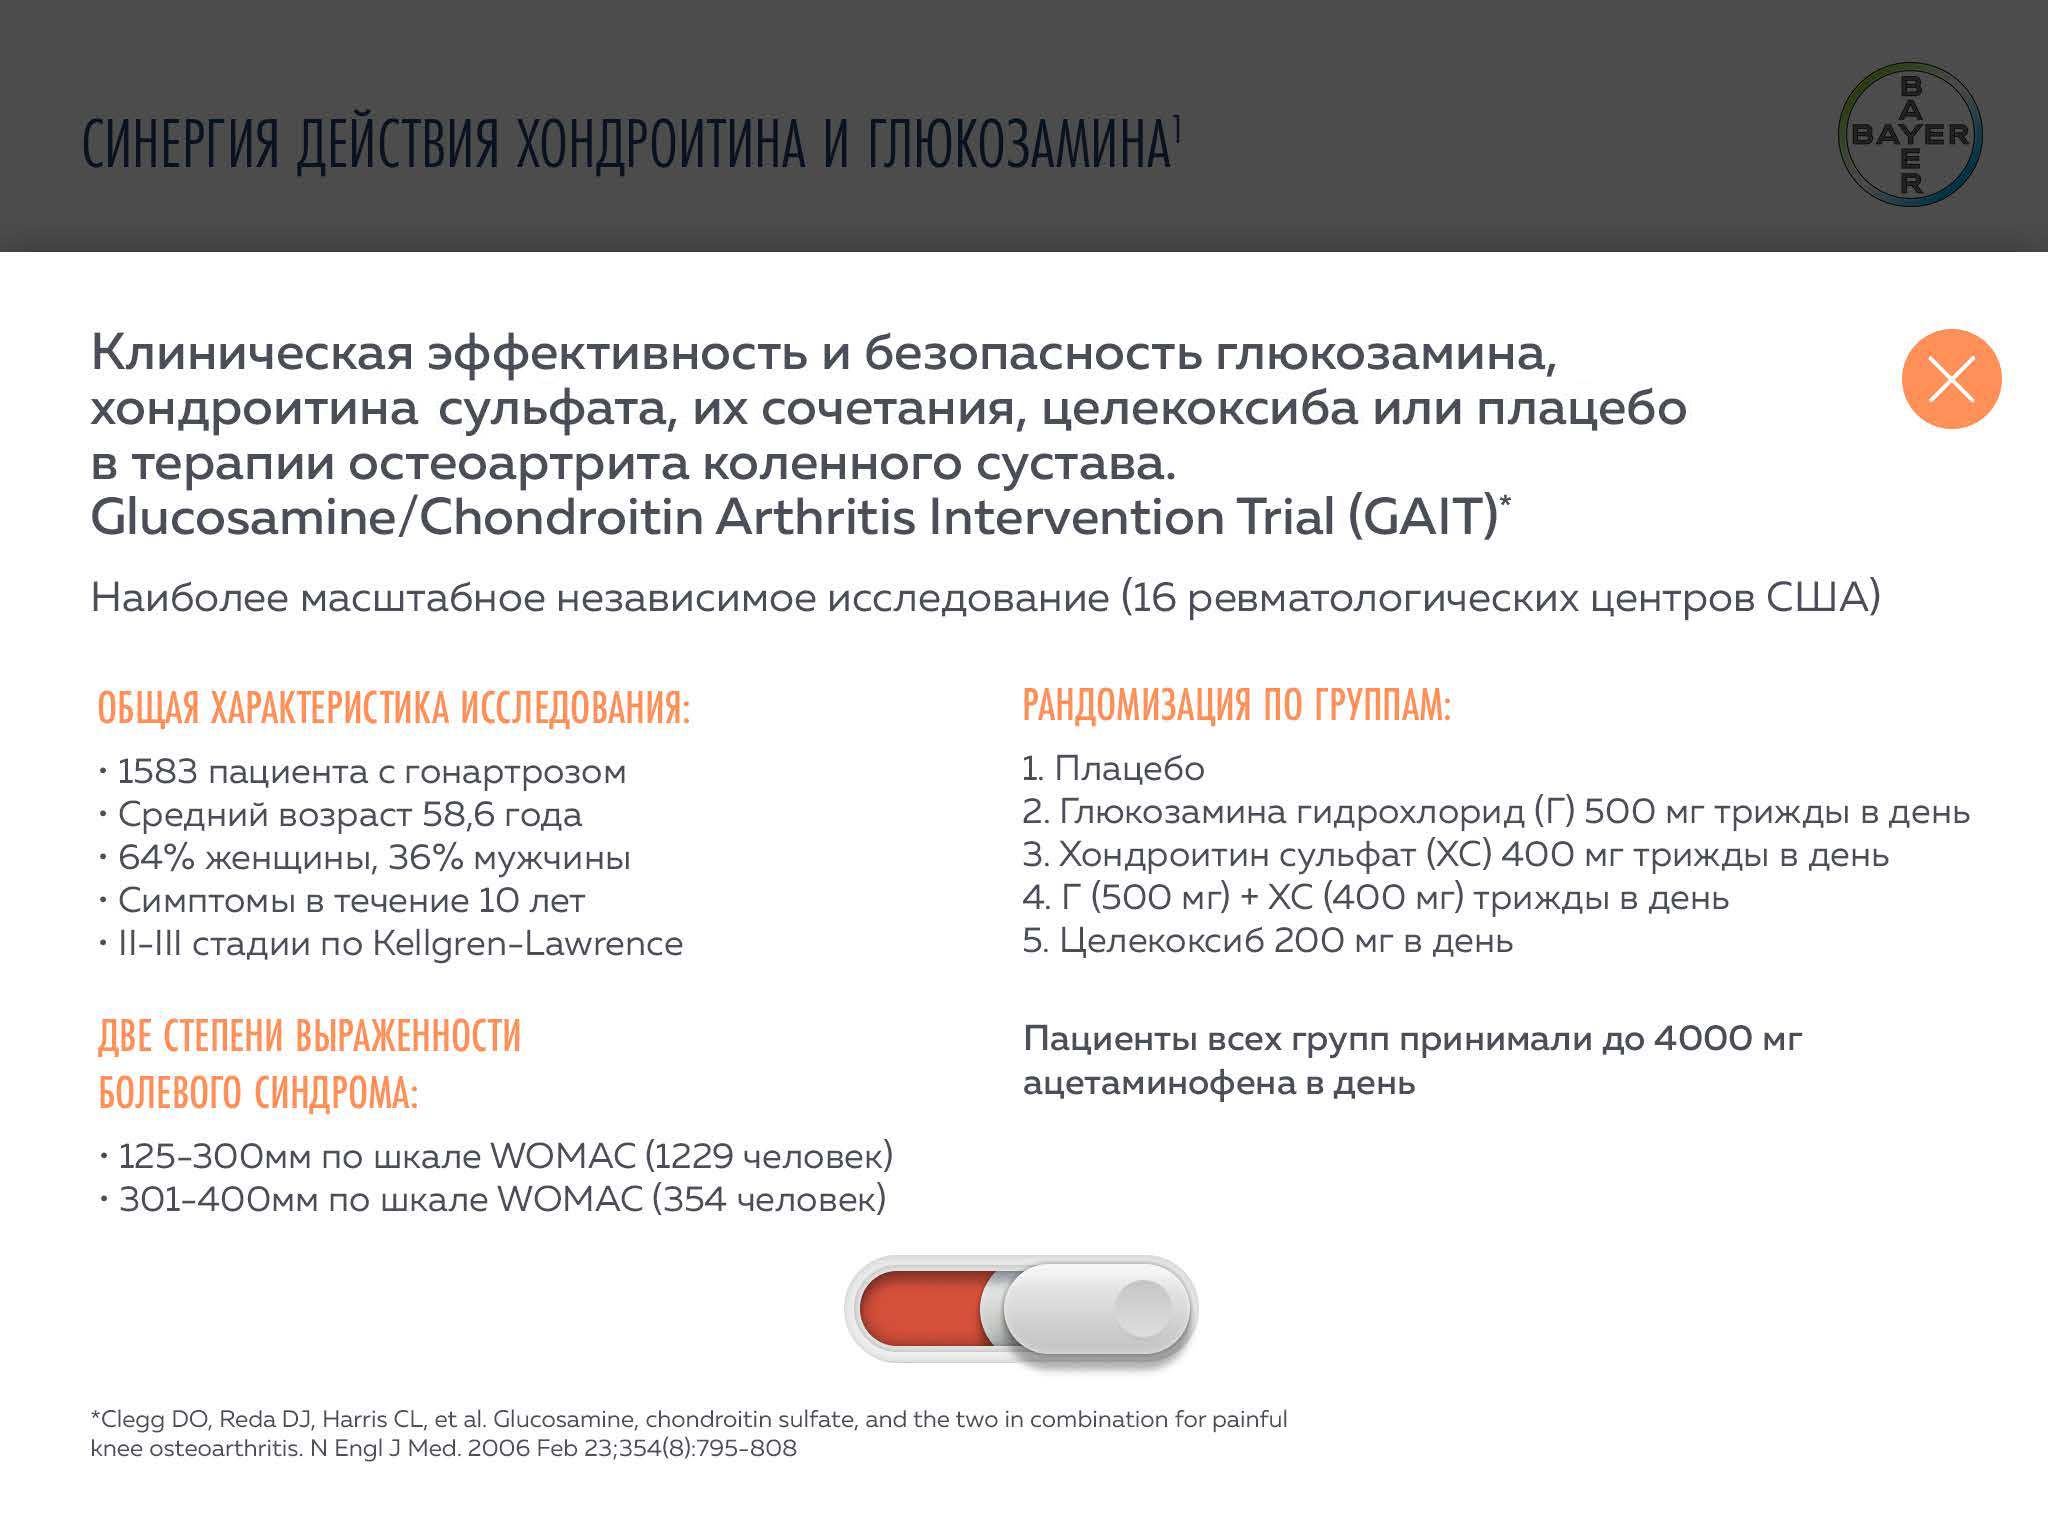 СИНЕРГИЯ ДЕЙСТВИЯ ХОНДРОИТИНА И ГЛЮКОЗАМИНА¹
BAYER
BAYER
Клиническая эффективность и безопасность глюкозамина,
хондроитина сульфата, их сочетания, целекоксиба или плацебо
в терапии остеоартрита коленного сустава.
Glucosamine/Chondroitin Arthritis Intervention Trial (GAIT)*
Наиболее масштабное независимое исследование (16 ревматологических центров США)
ОБЩАЯ ХАРАКТЕРИСТИКА ИССЛЕДОВАНИЯ:
• 1583 пациента с гонартрозом
• Средний возраст 58,6 года
• 64% женщины, 36% мужчины
• Симптомы в течение 10 лет
• II-III стадии по Kellgren-Lawrence
ДВЕ СТЕПЕНИ ВЫРАЖЕННОСТИ
БОЛЕВОГО СИНДРОМА:
• 125-300мм по шкале WOMAC (1229 человек)
• 301-400мм по шкале WOMAC (354 человек)
РАНДОМИЗАЦИЯ ПО ГРУППАМ:
1. Плацебо
2. Глюкозамина гидрохлорид (Г) 500 мг трижды в день
3. Хондроитин сульфат (ХС) 400 мг трижды в день
4. Г (500 мг) + ХС (400 мг) трижды в день
5. Целекоксиб 200 мг в день
Пациенты всех групп принимали до 4000 мг
ацетаминофена в день
*Clegg DO, Reda DJ, Harris CL, et al. Glucosamine, chondroitin sulfate, and the two in combination for painful
knee osteoarthritis. N Engl J Med. 2006 Feb 23;354(8):795-808